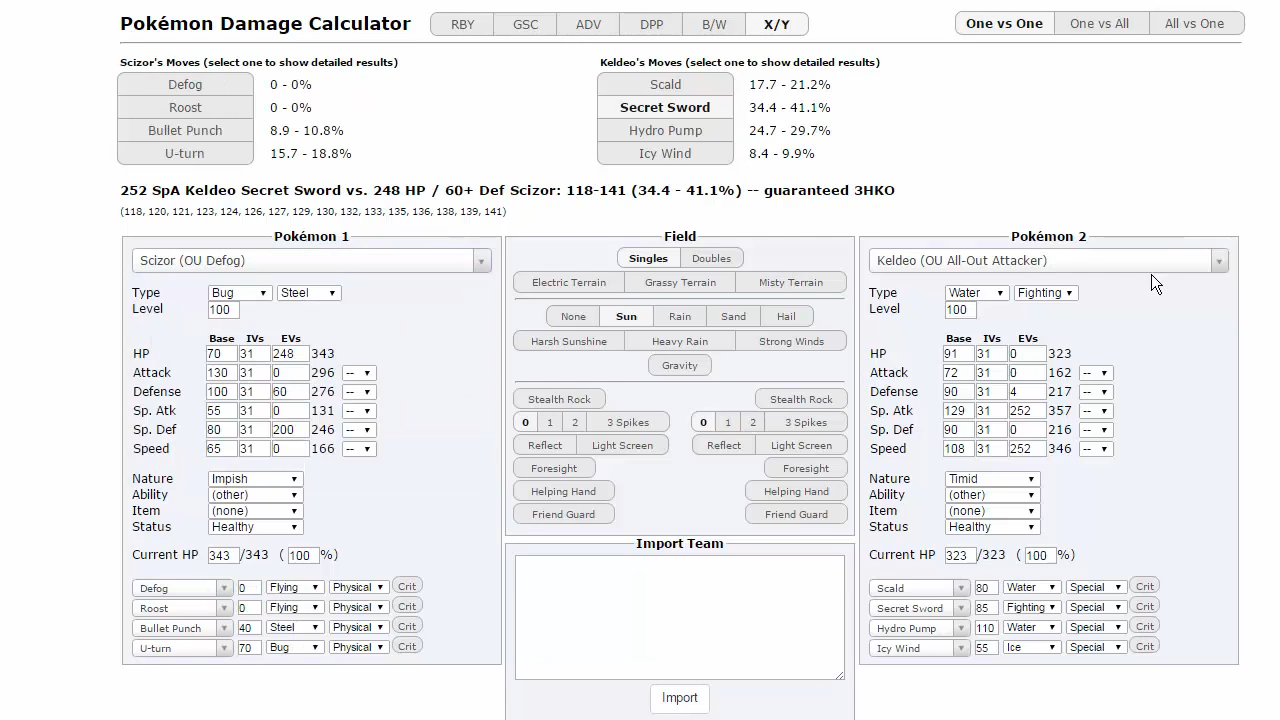 Pokémon Damage Calculator RBY GSC ADV DPP B/W X/Y One vs One One vs All All vs One
Scizor's Moves (select one to show detailed results) Keldeo's Moves (select one to show detailed results)
Defog 0 - 0% Scald 17.7 - 21.2%
Roost 0 - 0% Secret Sword 34.4 - 41.1%
Bullet Punch 8.9 - 10.8% Hydro Pump 24.7 - 29.7%
U-turn 15.7 - 18.8% Icy Wind 8.4 - 9.9%
252 SpA Keldeo Secret Sword vs. 248 HP / 60+ Def Scizor: 118-141 (34.4 - 41.1%) -- guaranteed 3HKO
(118, 120, 121, 123, 124, 126, 127, 129, 130, 132, 133, 135, 136, 138, 139, 141)
Pokémon 1
Scizor (OU Defog)
Type Bug Steel
Level 100
Base IVs EVs
HP 70 31 248 343
Attack 130 31 0 296 --
Defense 100 31 60 276 --
Sp. Atk 55 31 0 131 --
Sp. Def 80 31 200 246 --
Speed 65 31 0 166 --
Nature Impish
Ability (other)
Item (none)
Status Healthy
Current HP 343 /343 ( 100 %)
Defog 0 Flying Physical Crit
Roost 0 Flying Physical Crit
Bullet Punch 40 Steel Physical Crit
U-turn 70 Bug Physical Crit
Field
Singles Doubles
Electric Terrain Grassy Terrain Misty Terrain
None Sun Rain Sand Hail
Harsh Sunshine Heavy Rain Strong Winds
Gravity
Stealth Rock Stealth Rock
0 1 2 3 Spikes 0 1 2 3 Spikes
Reflect Light Screen Reflect Light Screen
Foresight Foresight
Helping Hand Helping Hand
Friend Guard Friend Guard
Import Team
Import
Pokémon 2
Keldeo (OU All-Out Attacker)
Type Water Fighting
Level 100
Base IVs EVs
HP 91 31 0 323
Attack 72 31 0 162 --
Defense 90 31 4 217 --
Sp. Atk 129 31 252 357 --
Sp. Def 90 31 0 216 --
Speed 108 31 252 346 --
Nature Timid
Ability (other)
Item (none)
Status Healthy
Current HP 323 /323 ( 100 %)
Scald 80 Water Special Crit
Secret Sword 85 Fighting Special Crit
Hydro Pump 110 Water Special Crit
Icy Wind 55 Ice Special Crit